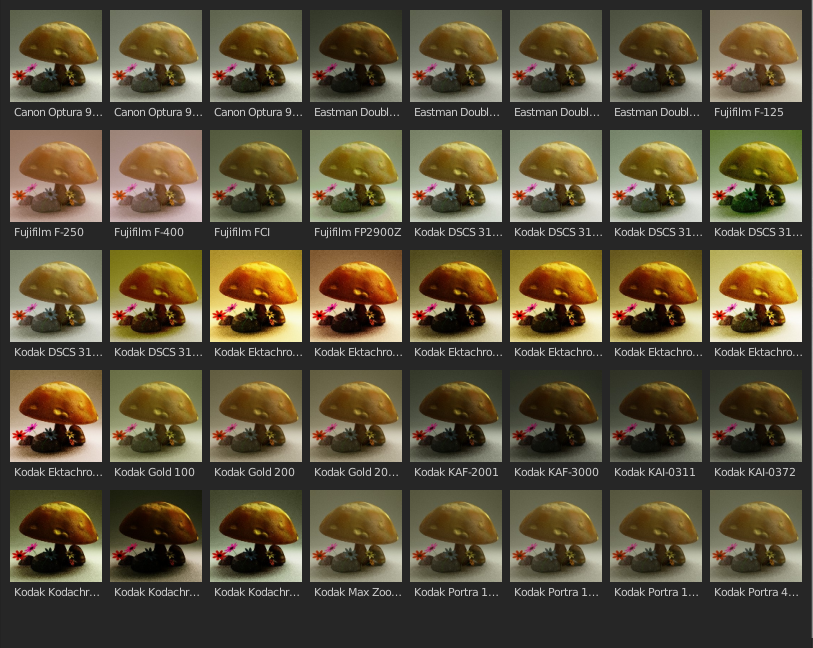 Canon Optura 9...
Canon Optura 9...
Canon Optura 9...
Eastman Doubl...
Eastman Doubl...
Eastman Doubl...
Eastman Doubl...
Fujifilm F-125
Fujifilm F-250
Fujifilm F-400
Fujifilm FCI
Fujifilm FP2900Z
Kodak DSCS 31...
Kodak DSCS 31...
Kodak DSCS 31...
Kodak DSCS 31...
Kodak DSCS 31...
Kodak DSCS 31...
Kodak Ektachro...
Kodak Ektachro...
Kodak Ektachro...
Kodak Ektachro...
Kodak Ektachro...
Kodak Ektachro...
Kodak Ektachro...
Kodak Gold 100
Kodak Gold 200
Kodak Gold 20...
Kodak KAF-2001
Kodak KAF-3000
Kodak KAI-0311
Kodak KAI-0372
Kodak Kodachr...
Kodak Kodachr...
Kodak Kodachr...
Kodak Max Zoo...
Kodak Portra 1...
Kodak Portra 1...
Kodak Portra 1...
Kodak Portra 4...